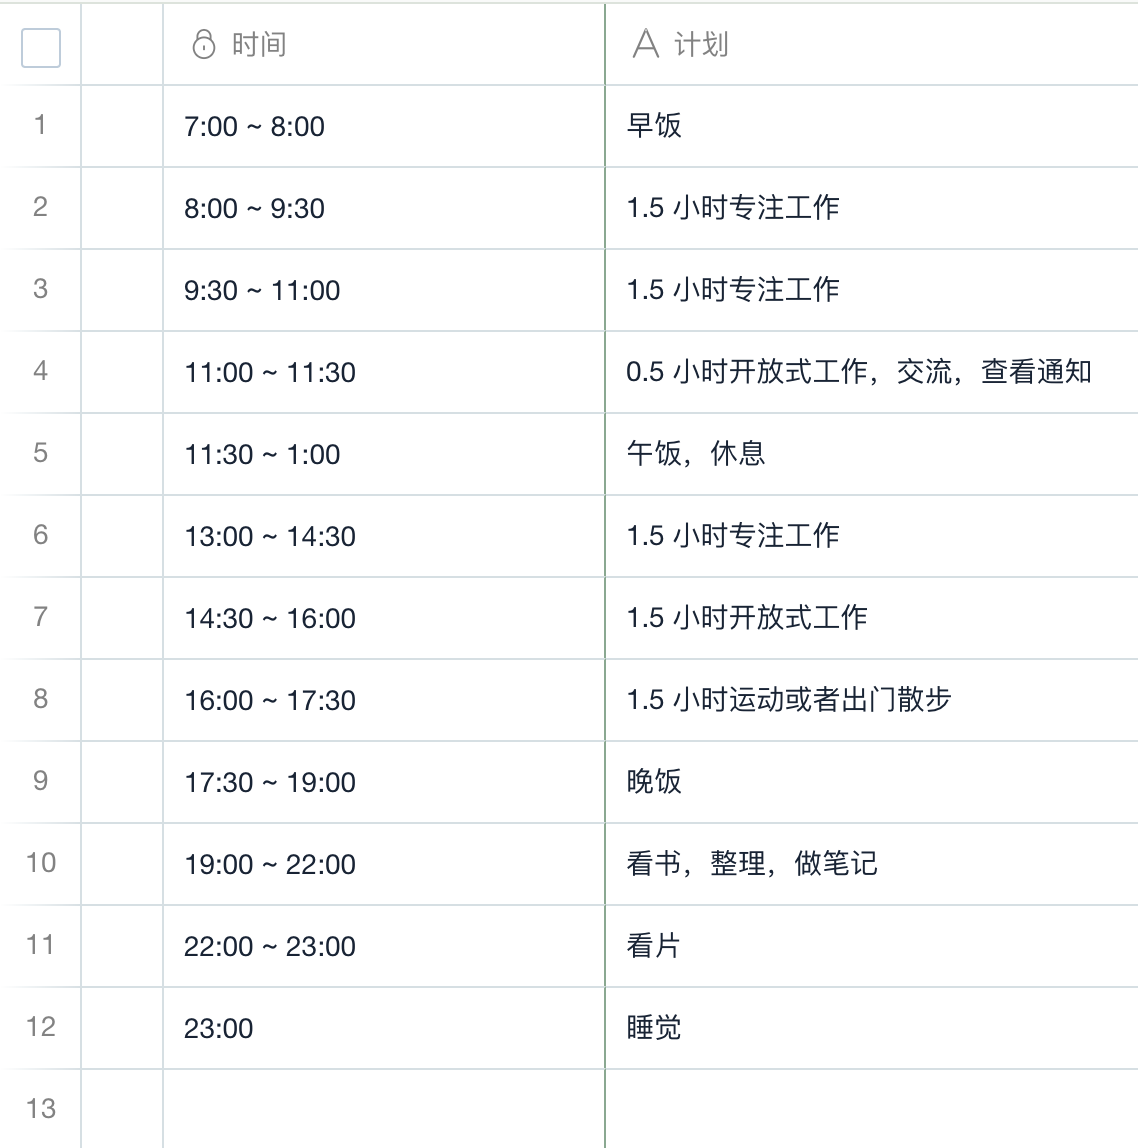 时间 计划
1 7:00 ~ 8:00 早饭
2 8:00 ~ 9:30 1.5 小时专注工作
3 9:30 ~ 11:00 1.5 小时专注工作
4 11:00 ~ 11:30 0.5 小时开放式工作，交流，查看通知
5 11:30 ~ 1:00 午饭，休息
6 13:00 ~ 14:30 1.5 小时专注工作
7 14:30 ~ 16:00 1.5 小时开放式工作
8 16:00 ~ 17:30 1.5 小时运动或者出门散步
9 17:30 ~ 19:00 晚饭
10 19:00 ~ 22:00 看书，整理，做笔记
11 22:00 ~ 23:00 看片
12 23:00 睡觉
13